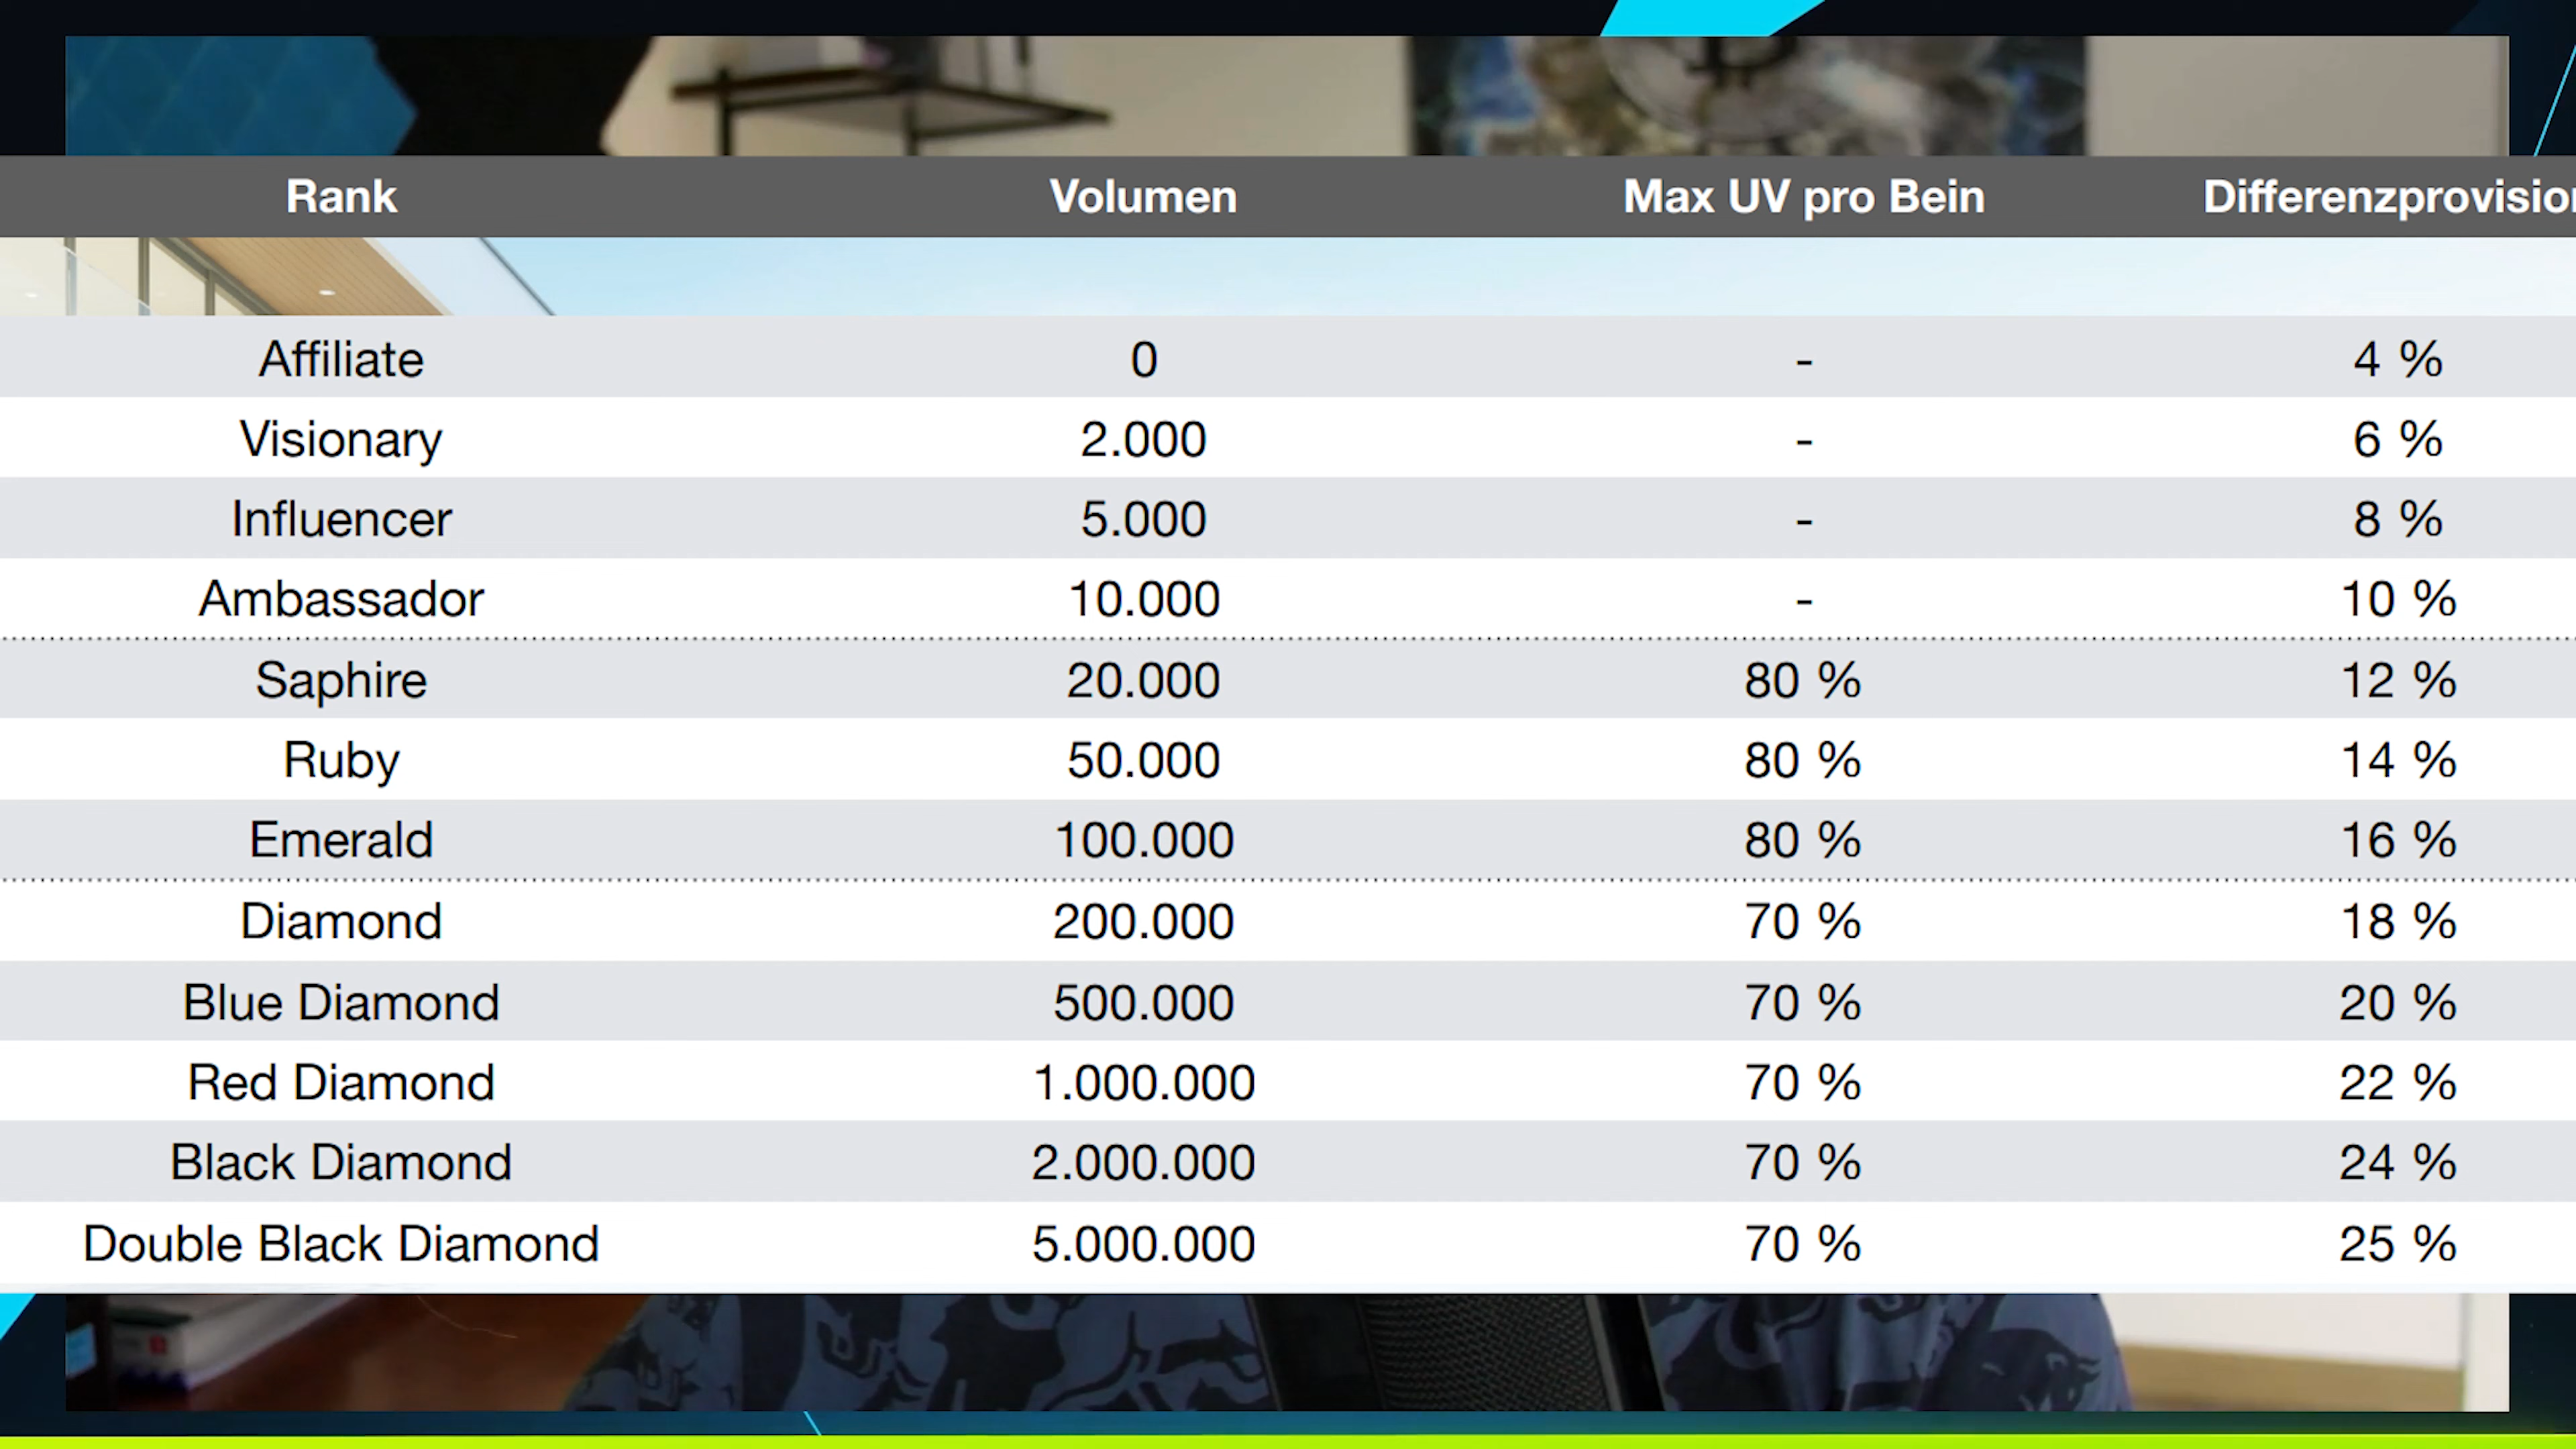 Rank Volumen Max UV pro Bein Differenzprovision
Affiliate 0 - 4 %
Visionary 2.000 - 6 %
Influencer 5.000 - 8 %
Ambassador 10.000 - 10 %
Saphire 20.000 80 % 12 %
Ruby 50.000 80 % 14 %
Emerald 100.000 80 % 16 %
Diamond 200.000 70 % 18 %
Blue Diamond 500.000 70 % 20 %
Red Diamond 1.000.000 70 % 22 %
Black Diamond 2.000.000 70 % 24 %
Double Black Diamond 5.000.000 70 % 25 %